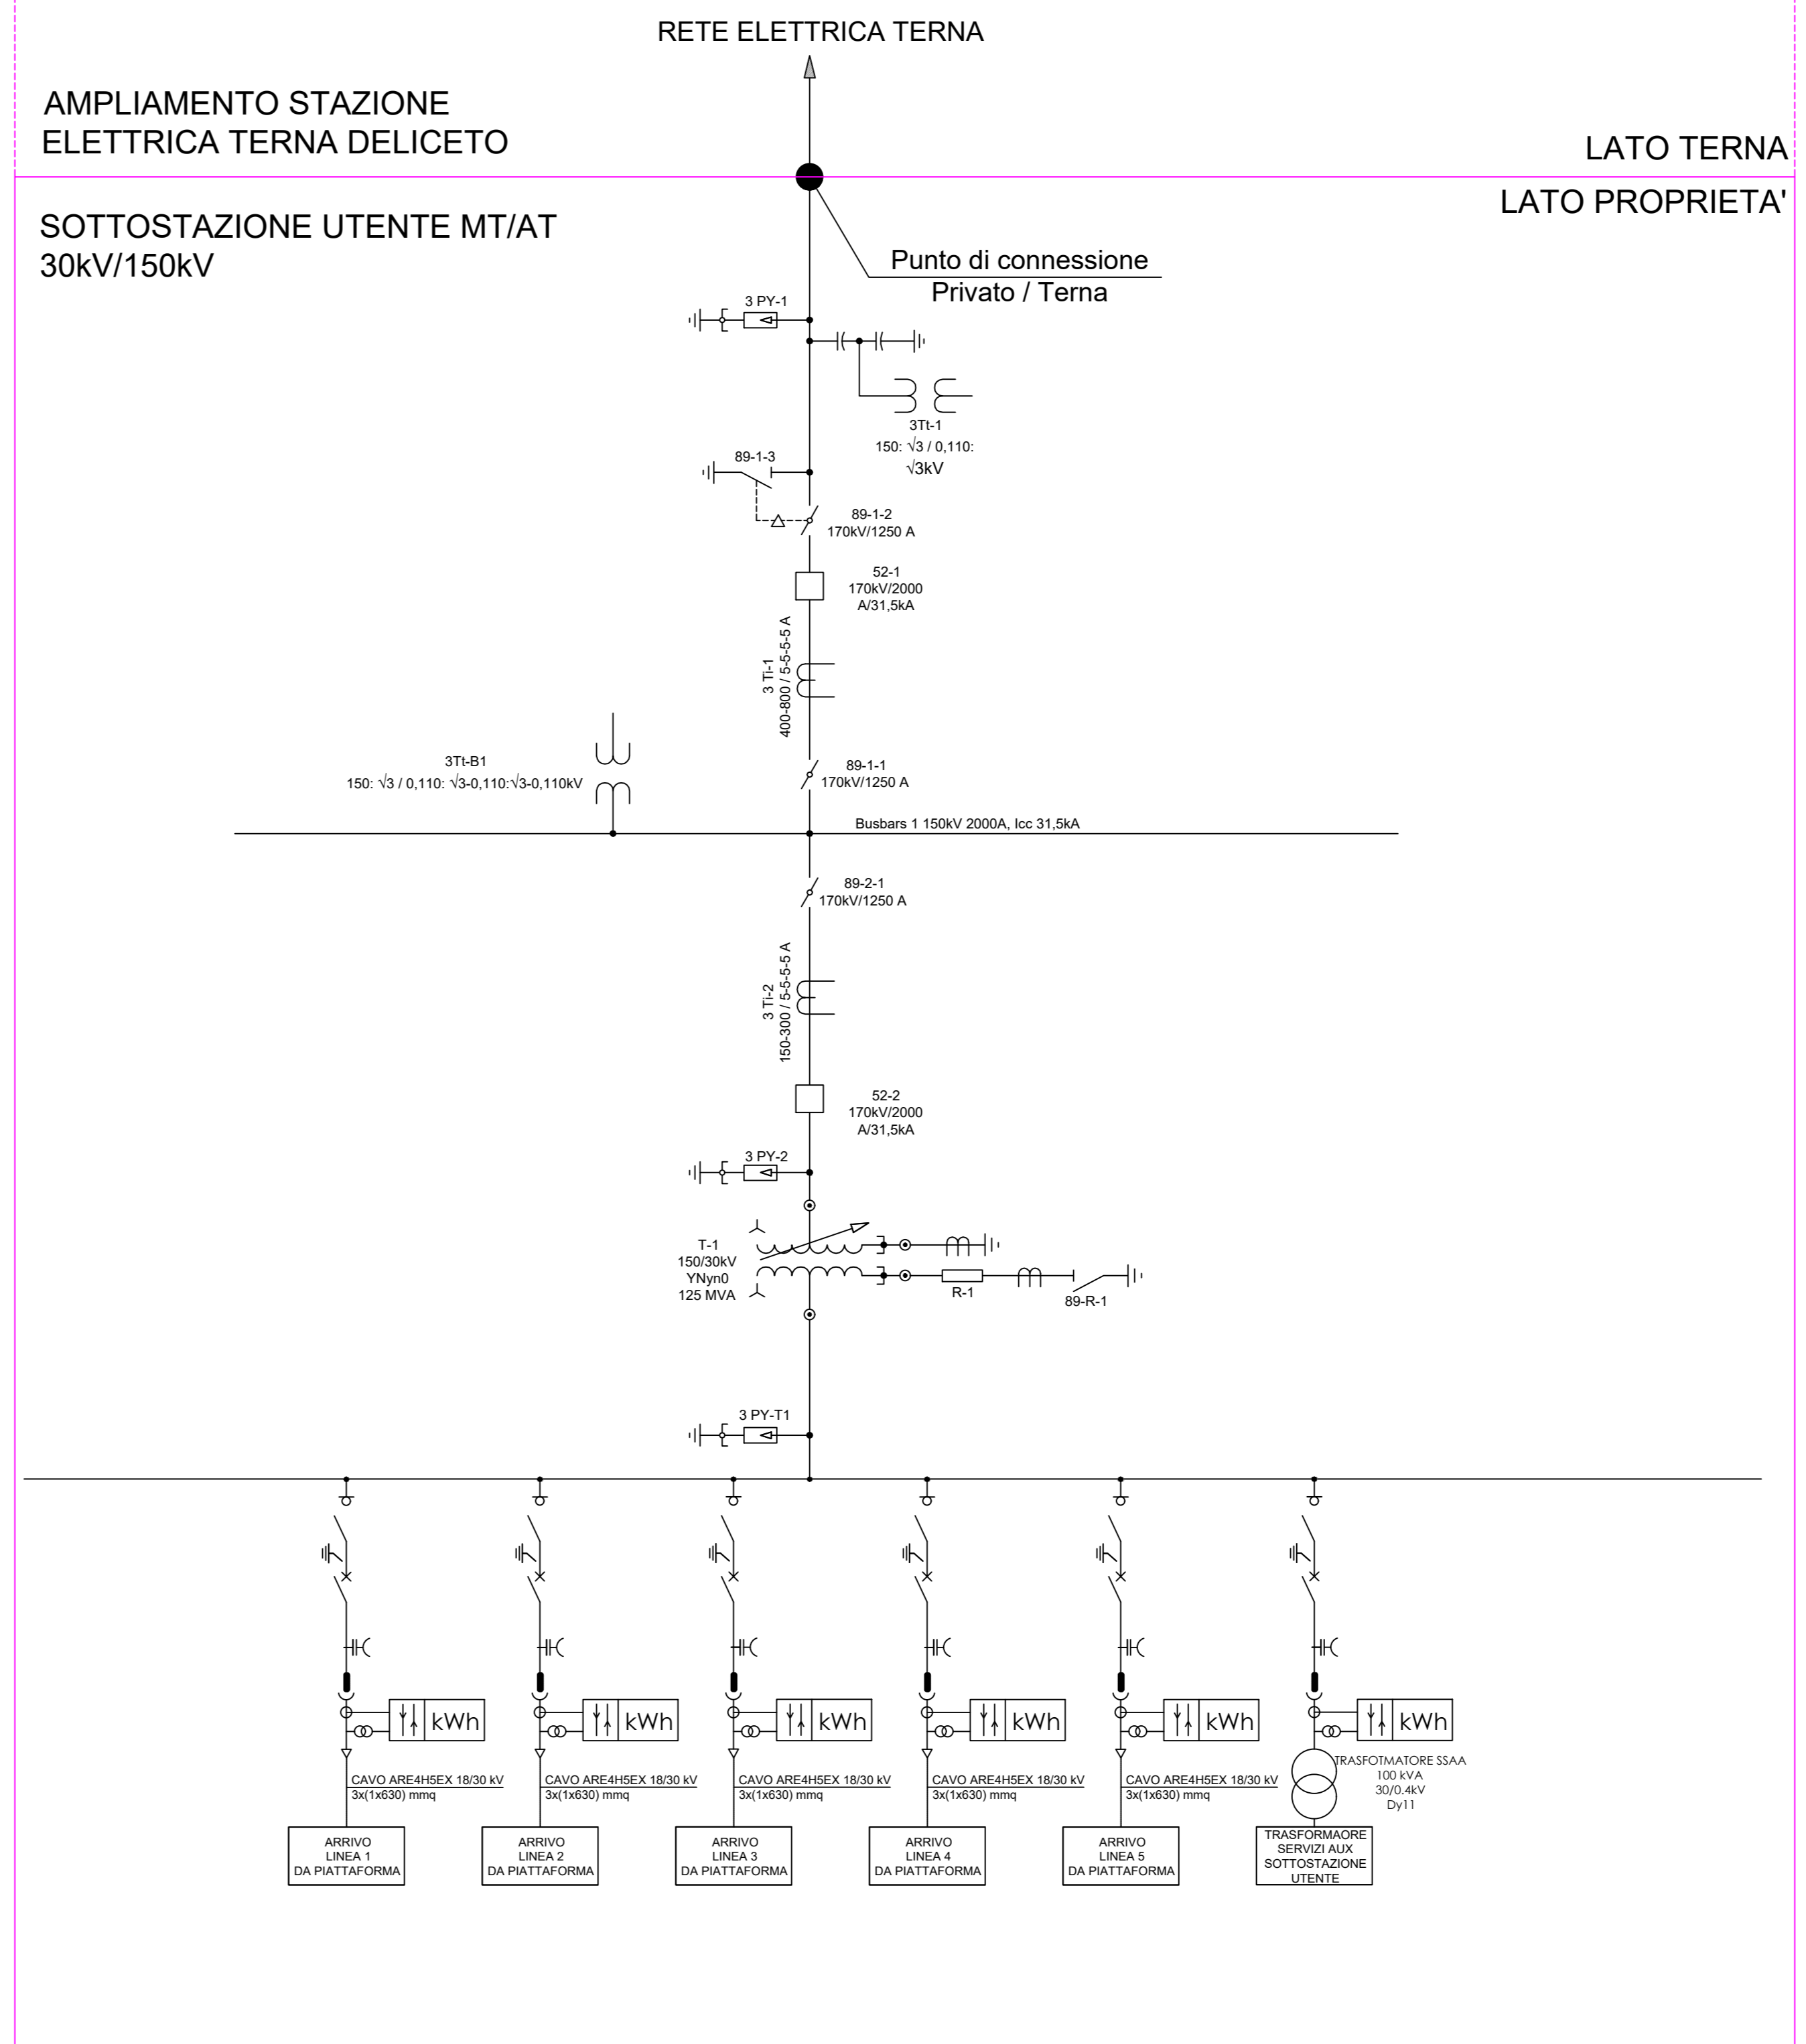 RETE ELETTRICA TERNA
AMPLIAMENTO STAZIONE
ELETTRICA TERNA DELICETO
LATO TERNA
LATO PROPRIETA'
SOTTOSTAZIONE UTENTE MT/AT
30kV/150kV
Punto di connessione
Privato / Terna
3 PY-1
3Tt-1
150: √3 / 0,110:
√3kV
89-1-3
89-1-2
170kV/1250 A
52-1
170kV/2000
A/31,5kA
3 Ti-1
400-800 / 5-5-5-5 A
3Tt-B1
150: √3 / 0,110: √3-0,110:√3-0,110kV
89-1-1
170kV/1250 A
Busbars 1 150kV 2000A, Icc 31,5kA
89-2-1
170kV/1250 A
3 Ti-2
150-300 / 5-5-5-5 A
52-2
170kV/2000
A/31,5kA
3 PY-2
T-1
150/30kV
YNyn0
125 MVA
R-1
89-R-1
3 PY-T1
kWh
kWh
kWh
kWh
kWh
kWh
CAVO ARE4H5EX 18/30 kV
3x(1x630) mmq
CAVO ARE4H5EX 18/30 kV
3x(1x630) mmq
CAVO ARE4H5EX 18/30 kV
3x(1x630) mmq
CAVO ARE4H5EX 18/30 kV
3x(1x630) mmq
CAVO ARE4H5EX 18/30 kV
3x(1x630) mmq
TRASFOTMATORE SSAA
100 kVA
30/0.4kV
Dy11
ARRIVO
LINEA 1
DA PIATTAFORMA
ARRIVO
LINEA 2
DA PIATTAFORMA
ARRIVO
LINEA 3
DA PIATTAFORMA
ARRIVO
LINEA 4
DA PIATTAFORMA
ARRIVO
LINEA 5
DA PIATTAFORMA
TRASFORMAORE
SERVIZI AUX
SOTTOSTAZIONE
UTENTE